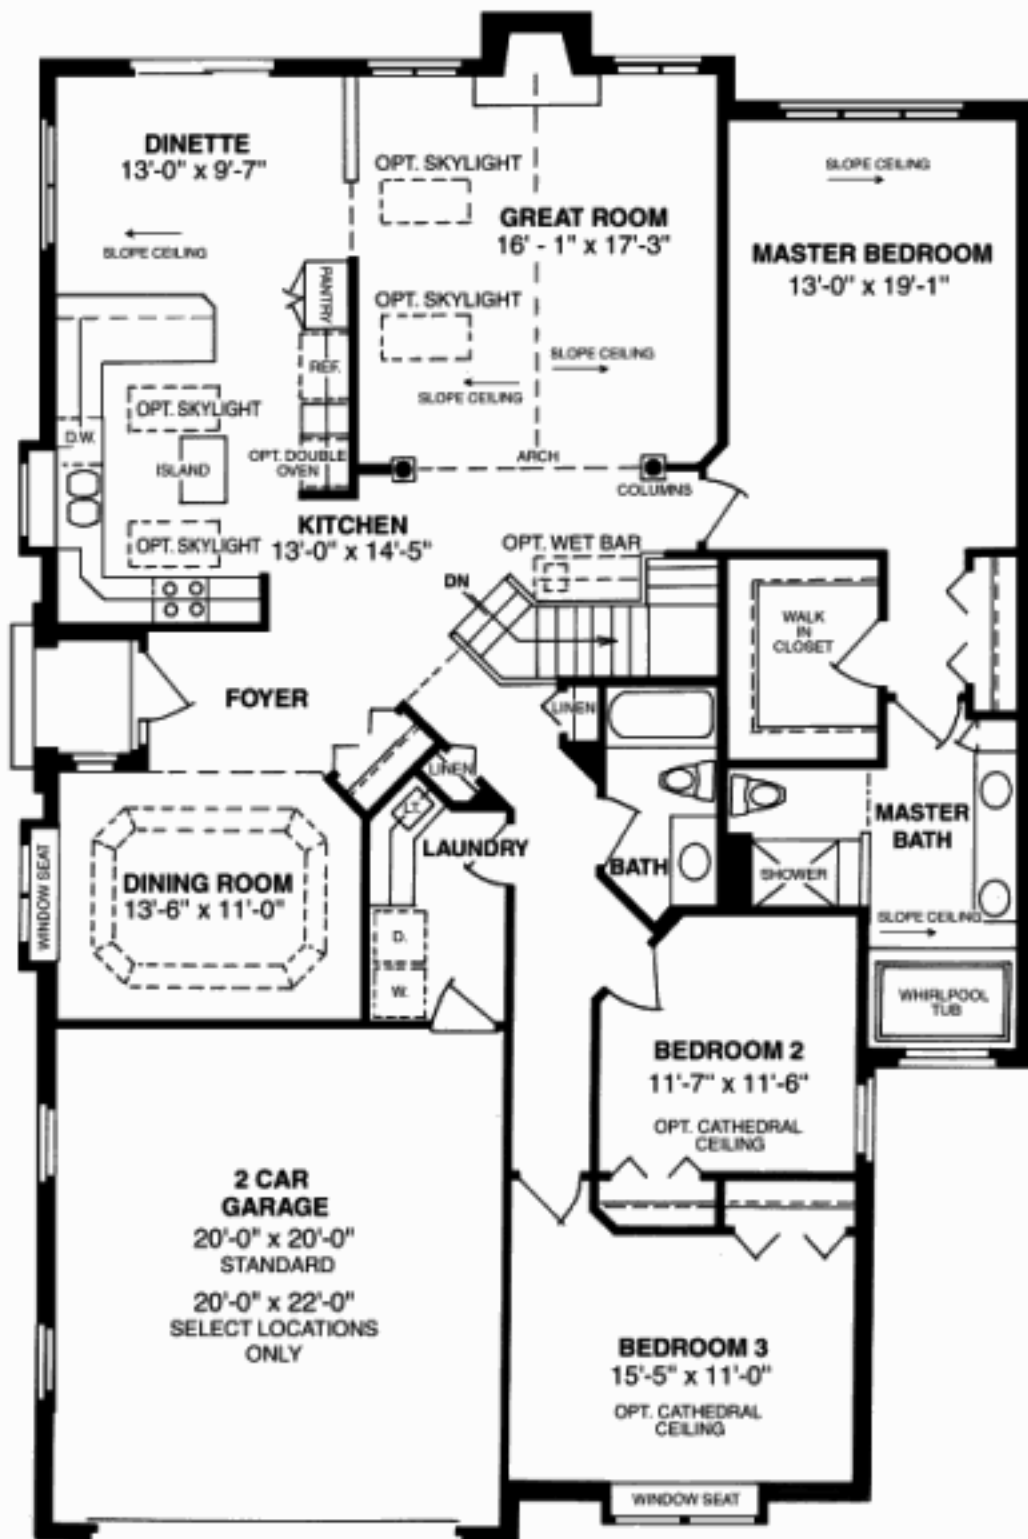 DINETTE
13'-0" x 9'-7"
SLOPE CEILING
OPT. SKYLIGHT
GREAT ROOM
16' - 1" x 17'-3"
OPT. SKYLIGHT
SLOPE CEILING
SLOPE CEILING
ARCH
COLUMNS
SLOPE CEILING
MASTER BEDROOM
13'-0" x 19'-1"
PANTRY
REF.
OPT. SKYLIGHT
D.W.
ISLAND
OPT. DOUBLE
OVEN
OPT. SKYLIGHT
KITCHEN
13'-0" x 14'-5"
OPT. WET BAR
DN
WALK
IN
CLOSET
FOYER
LINEN
LINEN
L.T.
LAUNDRY
D.
W.
BATH
MASTER
BATH
SHOWER
SLOPE CEILING
WHIRLPOOL
TUB
WINDOW SEAT
DINING ROOM
13'-6" x 11'-0"
BEDROOM 2
11'-7" x 11'-6"
OPT. CATHEDRAL
CEILING
2 CAR
GARAGE
20'-0" x 20'-0"
STANDARD
20'-0" x 22'-0"
SELECT LOCATIONS
ONLY
BEDROOM 3
15'-5" x 11'-0"
OPT. CATHEDRAL
CEILING
WINDOW SEAT